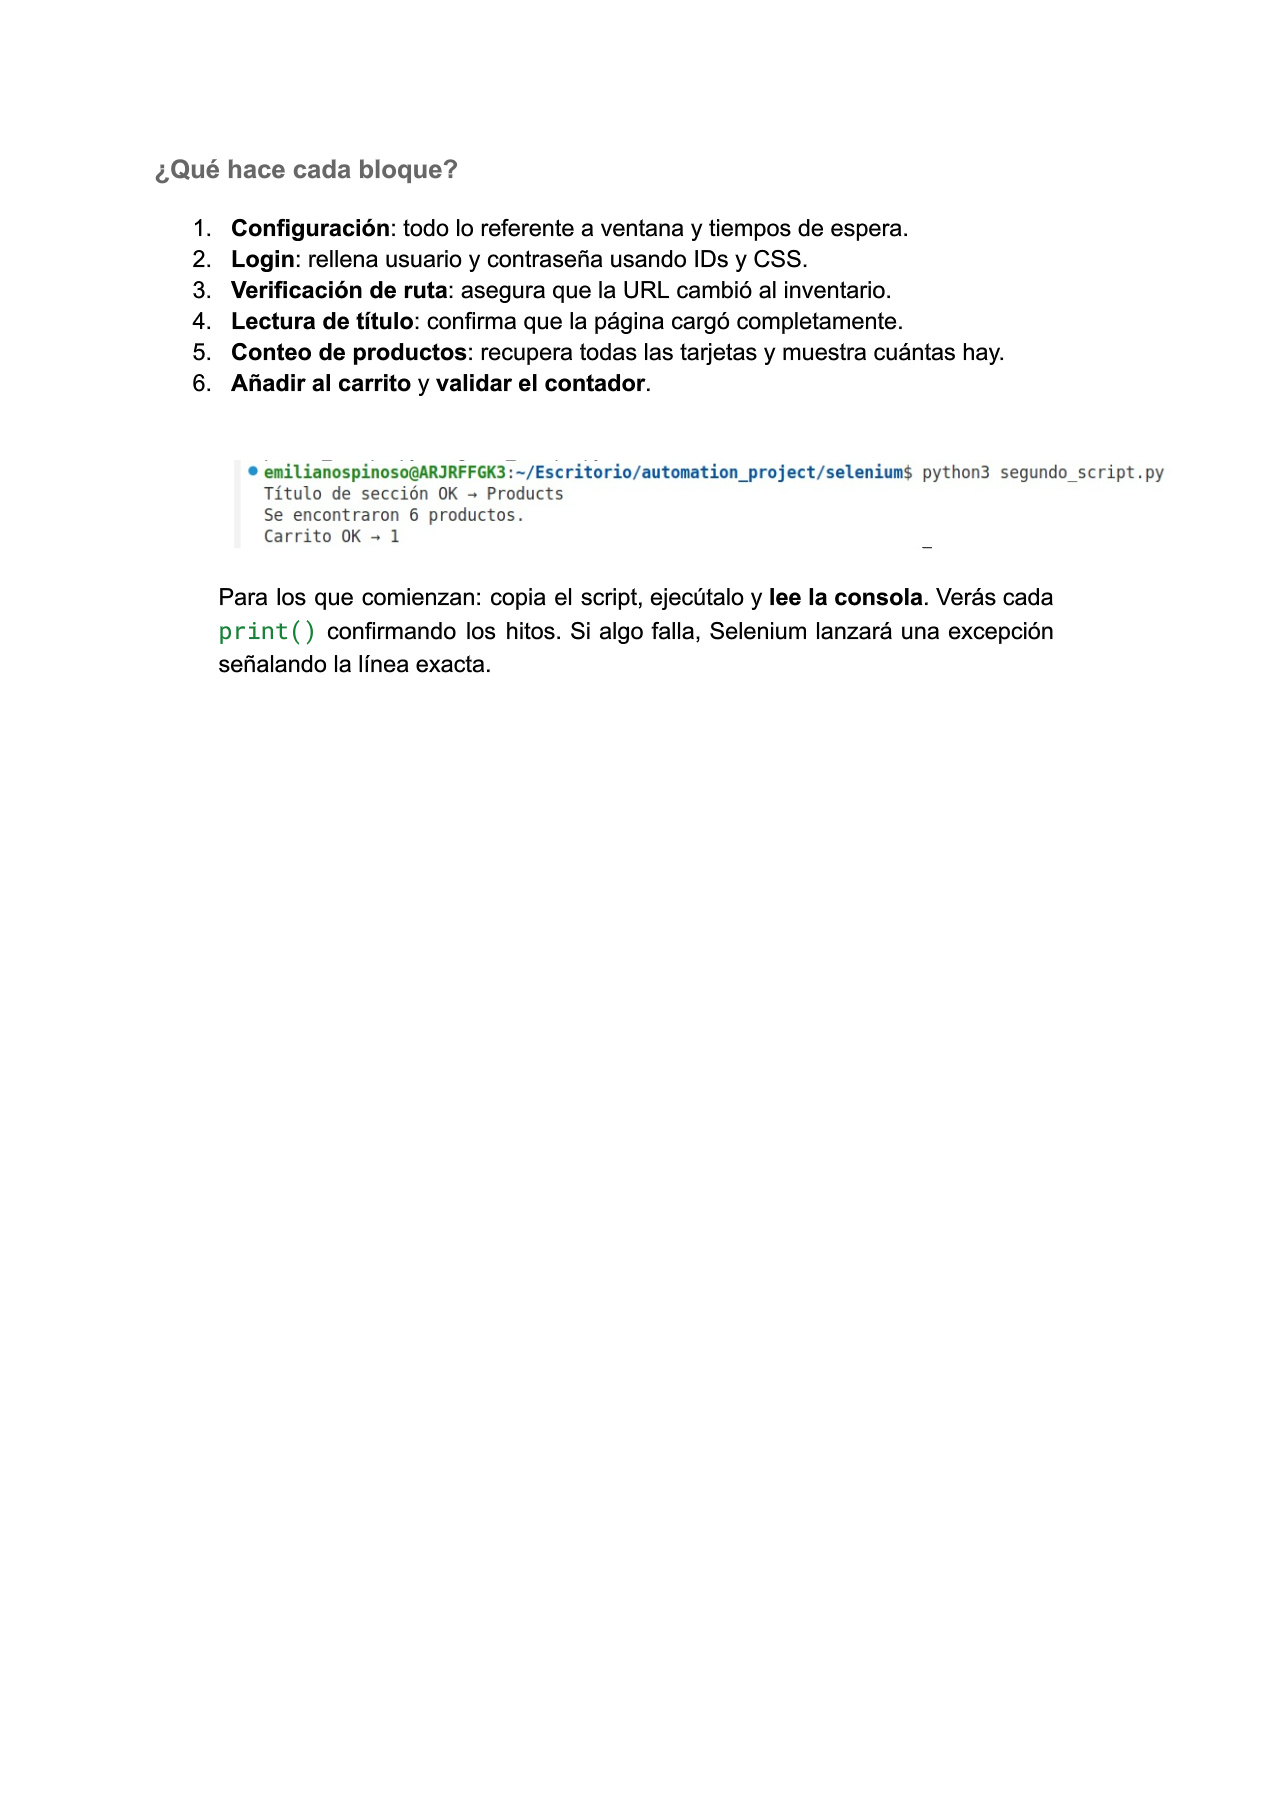 ¿Qué hace cada bloque?
1. Configuración: todo lo referente a ventana y tiempos de espera.
2. Login: rellena usuario y contraseña usando IDs y CSS.
3. Verificación de ruta: asegura que la URL cambió al inventario.
4. Lectura de título: confirma que la página cargó completamente.
5. Conteo de productos: recupera todas las tarjetas y muestra cuántas hay.
6. Añadir al carrito y validar el contador.
emilianospinoso@ARJRFFGK3:~/Escritorio/automation_project/selenium$ python3 segundo_script.py
Título de sección OK → Products
Se encontraron 6 productos.
Carrito OK → 1
Para los que comienzan: copia el script, ejecútalo y lee la consola. Verás cada
print() confirmando los hitos. Si algo falla, Selenium lanzará una excepción
señalando la línea exacta.